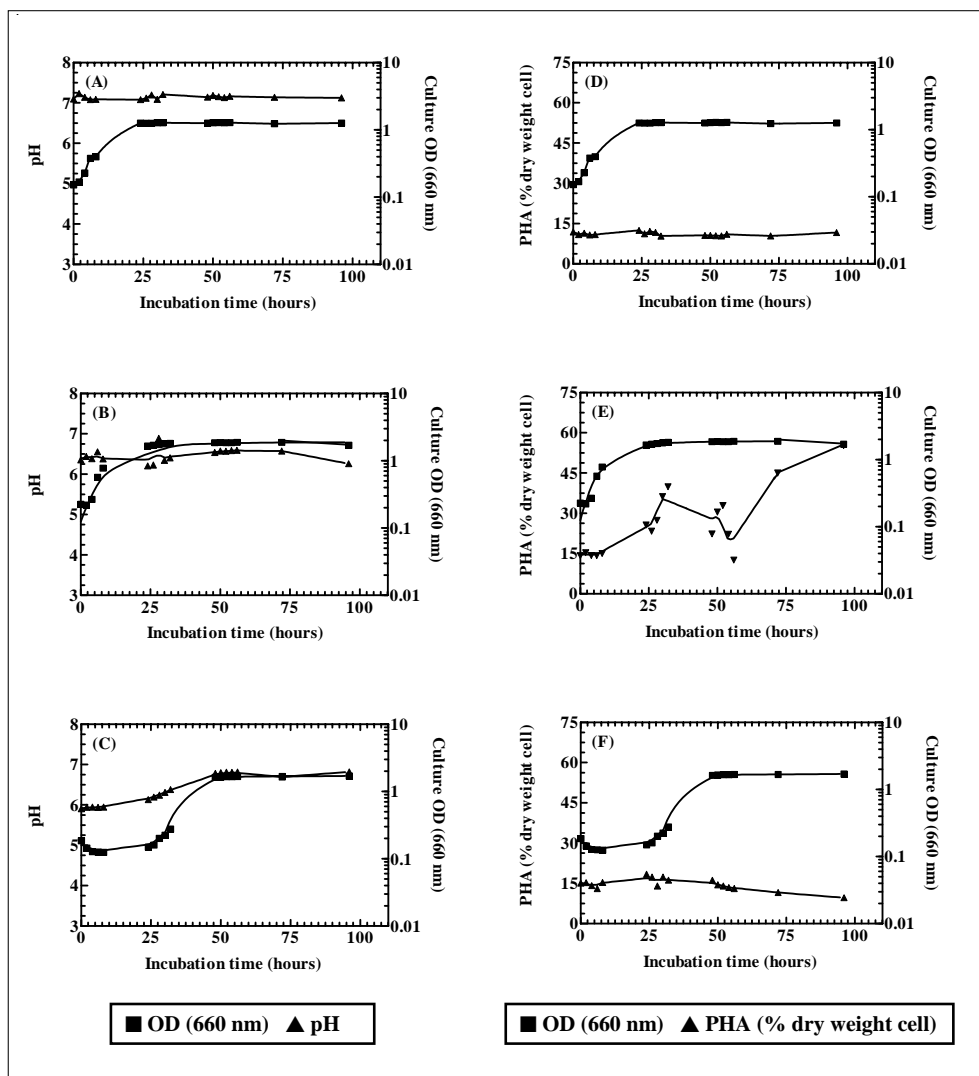 (A)
8
7
6
5
4
3
pH
10
1
0.1
0.01
Culture OD (660 nm)
0 25 50 75 100
Incubation time (hours)
(D)
75
60
45
30
15
0
PHA (% dry weight cell)
10
1
0.1
0.01
Culture OD (660 nm)
0 25 50 75 100
Incubation time (hours)
(B)
8
7
6
5
4
3
pH
10
1
0.1
0.01
Culture OD (660 nm)
0 25 50 75 100
Incubation time (hours)
(E)
75
60
45
30
15
0
PHA (% dry weight cell)
10
1
0.1
0.01
Culture OD (660 nm)
0 25 50 75 100
Incubation time (hours)
(C)
8
7
6
5
4
3
pH
10
1
0.1
0.01
Culture OD (660 nm)
0 25 50 75 100
Incubation time (hours)
(F)
75
60
45
30
15
0
PHA (% dry weight cell)
10
1
0.1
0.01
Culture OD (660 nm)
0 25 50 75 100
Incubation time (hours)
OD (660 nm) pH
OD (660 nm) PHA (% dry weight cell)